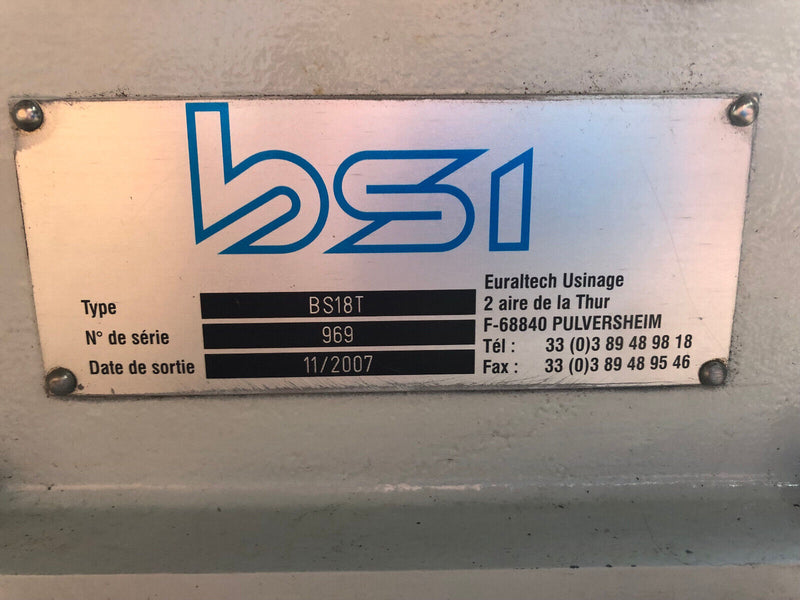 bsi
Type BS18T
N° de série 969
Date de sortie 11/2007
Euraltech Usinage
2 aire de la Thur
F-68840 PULVERSHEIM
Tél : 33 (0)3 89 48 98 18
Fax : 33 (0)3 89 48 95 46